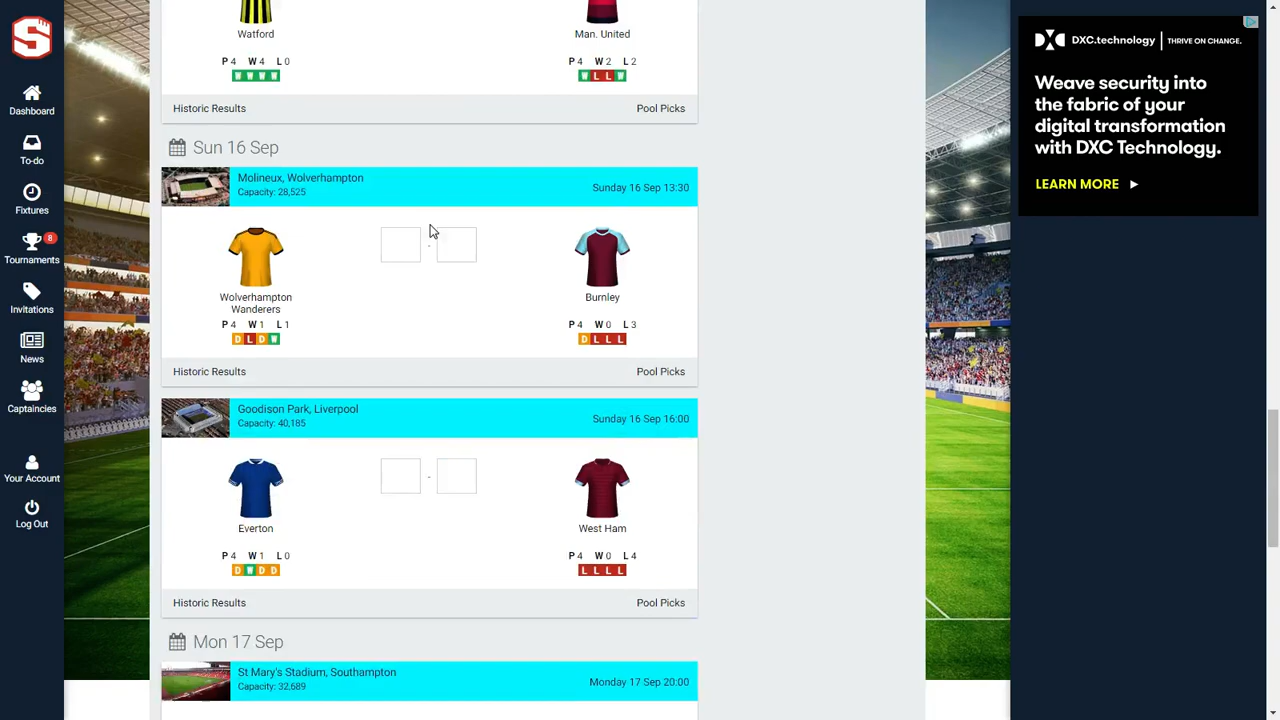 S
Dashboard
To-do
Fixtures
8
Tournaments
Invitations
News
Captaincies
Your Account
Log Out
Watford
Man. United
P 4 W 4 L 0
P 4 W 2 L 2
W W W W
W L L W
Historic Results
Pool Picks
Sun 16 Sep
Molineux, Wolverhampton
Capacity: 28,525
Sunday 16 Sep 13:30
-
Wolverhampton
Wanderers
Burnley
P 4 W 1 L 1
P 4 W 0 L 3
D L D W
D L L L
Historic Results
Pool Picks
Goodison Park, Liverpool
Capacity: 40,185
Sunday 16 Sep 16:00
-
Everton
West Ham
P 4 W 1 L 0
P 4 W 0 L 4
D W D D
L L L L
Historic Results
Pool Picks
Mon 17 Sep
St Mary's Stadium, Southampton
Capacity: 32,689
Monday 17 Sep 20:00
DXC.technology | THRIVE ON CHANGE.
Weave security into
the fabric of your
digital transformation
with DXC Technology.
LEARN MORE